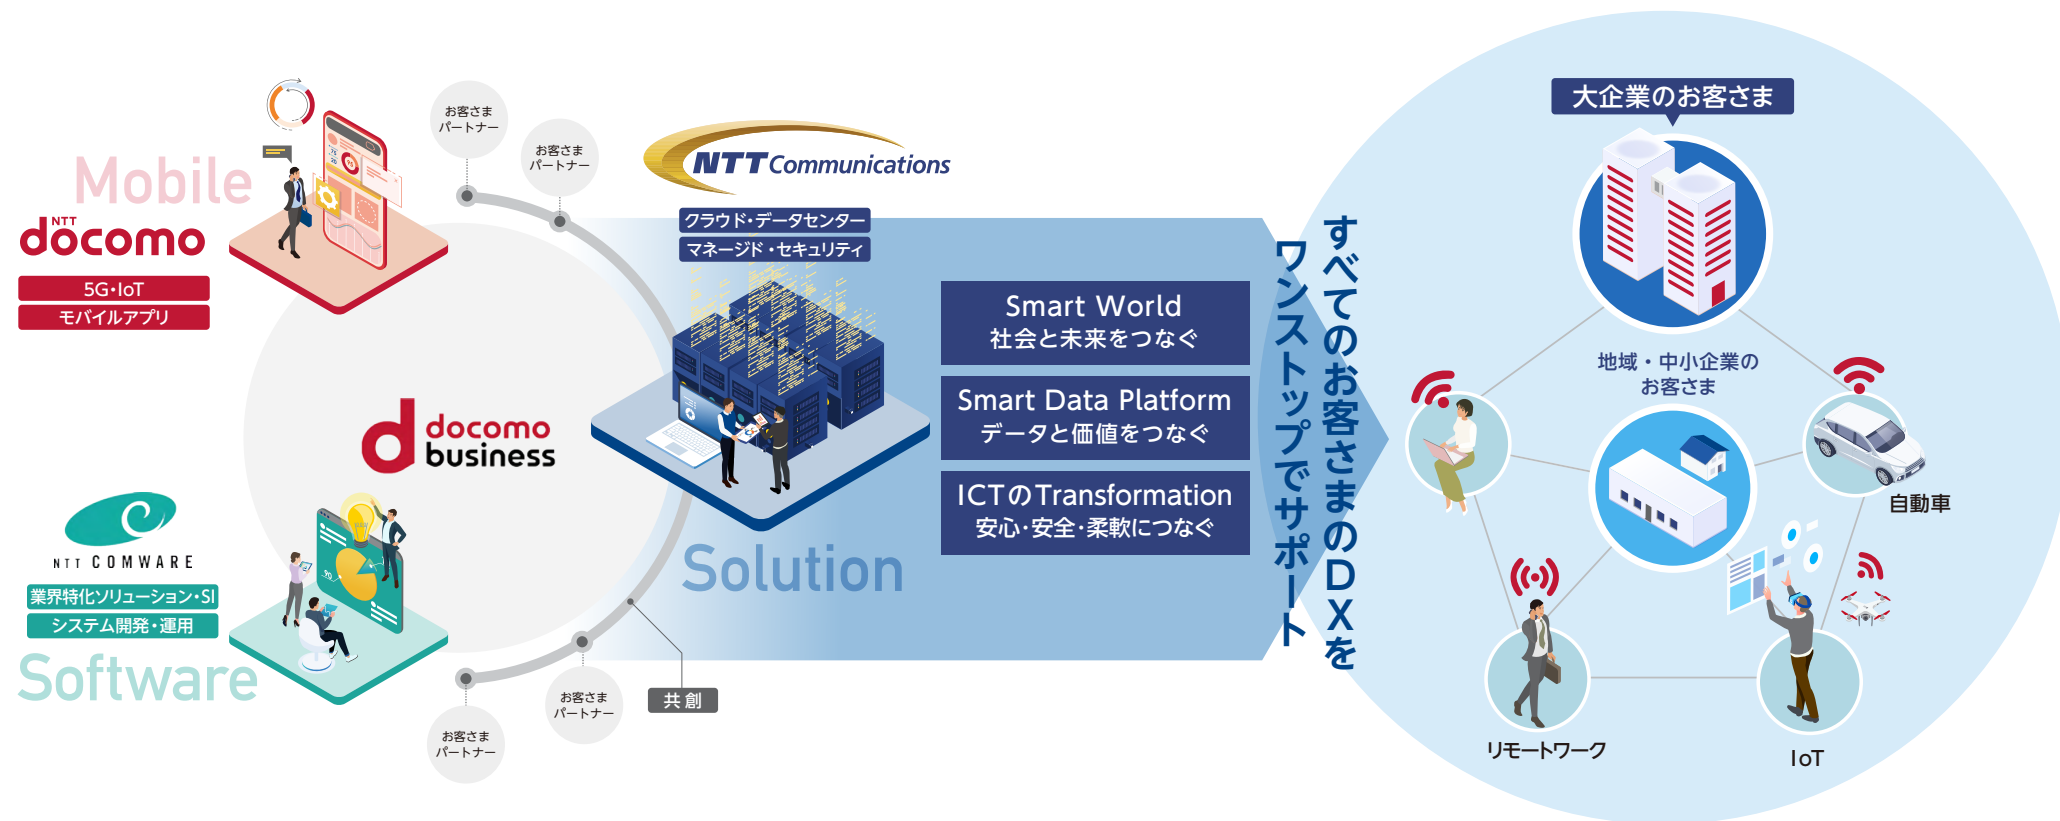 Mobile
NTT
docomo
5G・IoT
モバイルアプリ
お客さま
パートナー
お客さま
パートナー
docomo
business
NTT COMWARE
業界特化ソリューション・SI
システム開発・運用
Software
お客さま
パートナー
お客さま
パートナー
共創
NTT Communications
クラウド・データセンター
マネージド・セキュリティ
Solution
Smart World
社会と未来をつなぐ
Smart Data Platform
データと価値をつなぐ
ICTのTransformation
安心・安全・柔軟につなぐ
すべてのお客さまのDXを
ワンストップでサポート
大企業のお客さま
地域・中小企業の
お客さま
自動車
リモートワーク
IoT